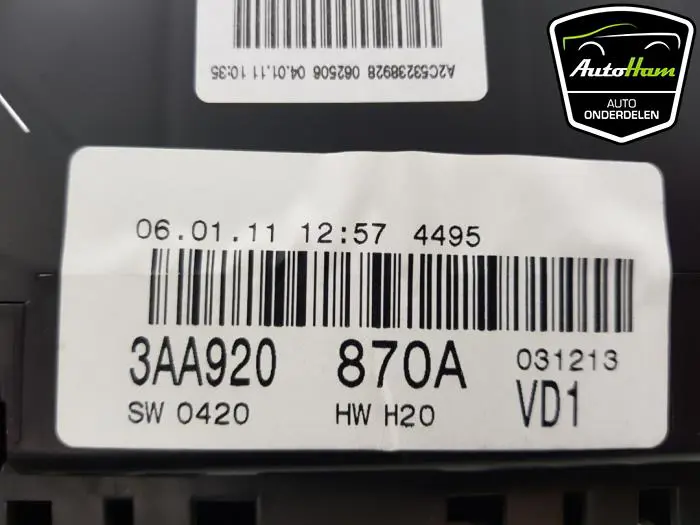 A2C53238928 062506 04.01.11 10:35
AutoHam
AUTO
ONDERDELEN
06.01.11 12:57 4495
3AA920 870A 031213
SW 0420 HW H20 VD1